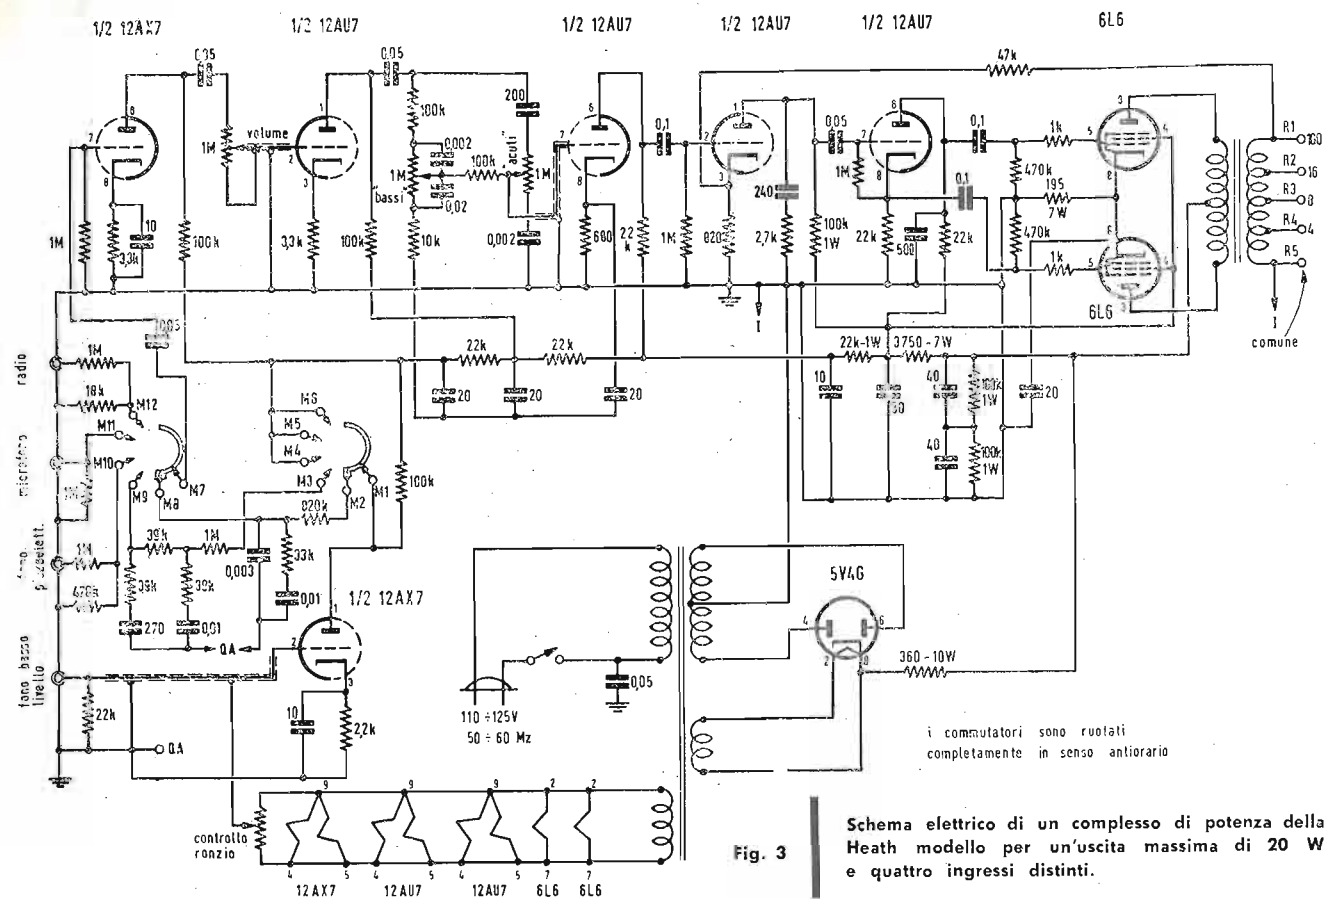 1/2 12AX7
1/2 12AU7
1/2 12AU7
1/2 12AU7
1/2 12AU7
6L6
0,05
volume
1M
1M
10
3,3k
100k
3,3k
100k
0,05
100k
0,002
1M
"bassi"
0,02
10k
100k
200
"acuti"
1M
0,002
680
22k
0,1
1M
820
47k
240
2,7k
0,05
1M
100k
1W
22k
500
22k
0,1
0,1
470k
195
7W
470k
1k
1k
6L6
R1
160
R2
16
R3
8
R4
4
R5
I
I
comune
radio
microfono
fono basso
livello
1M
18k
M12
M11
M10
M9
M8
M7
M6
M5
M4
M3
M2
M1
1M
1M
470k
39k
1M
39k
39k
270
0,01
QA
820k
0,003
33k
0,01
100k
22k
22k
20
20
20
1/2 12AX7
22k
QA
10
2,2k
22k-1W
3750-7W
10
40
40
100k
1W
100k
1W
20
5V4G
360-10W
0,05
110÷125V
50÷60 Mz
controllo
ronzio
12AX7
12AU7
12AU7
6L6
6L6
i commutatori sono ruotati
completamente in senso antiorario
Fig. 3
Schema elettrico di un complesso di potenza della
Heath modello per un'uscita massima di 20 W
e quattro ingressi distinti.